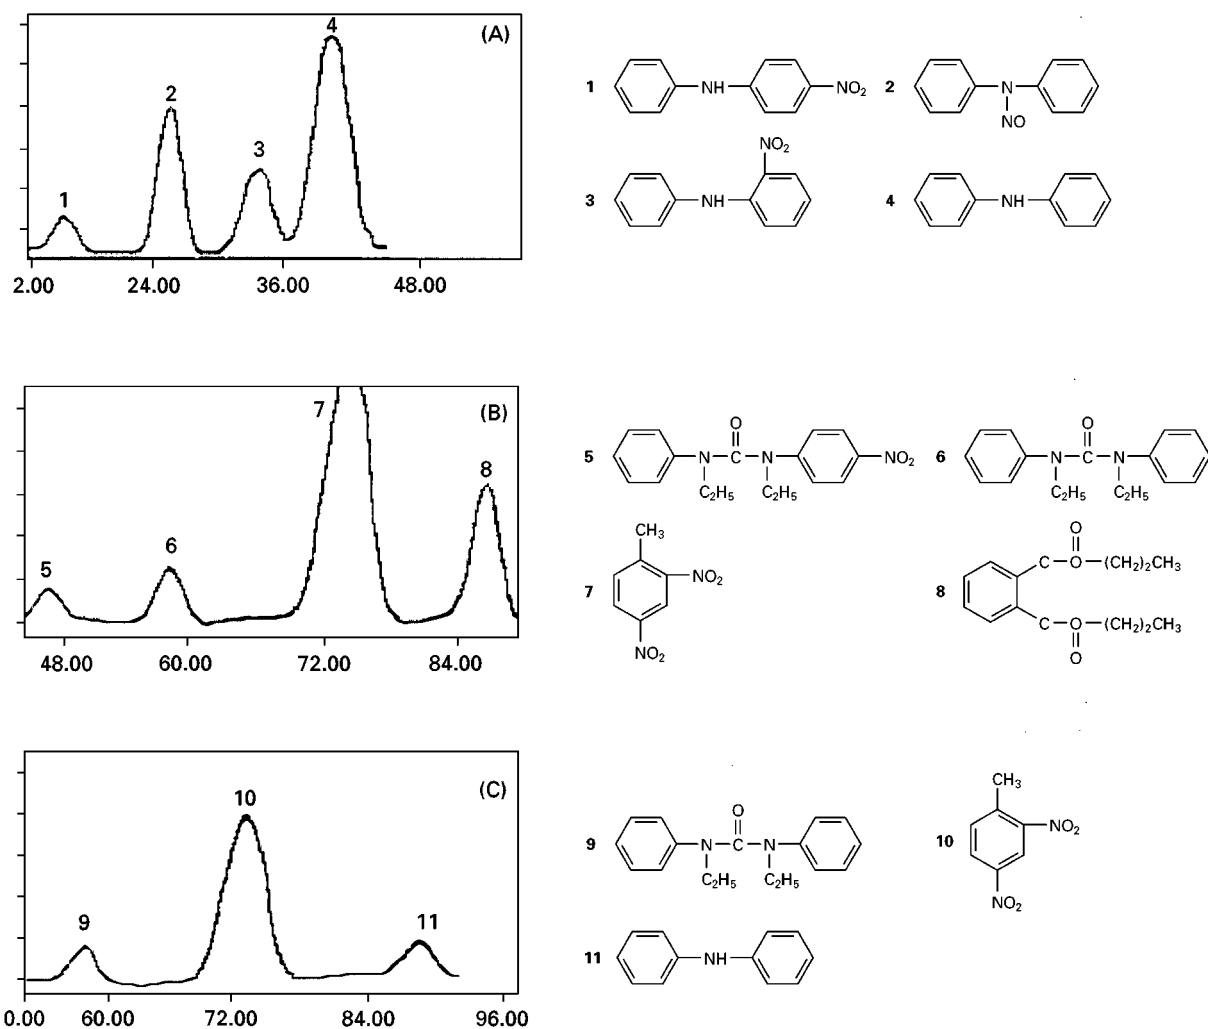 (A)
4
2
3
1
2.00 24.00 36.00 48.00
1
NH
NO₂
2
N
NO
3
NO₂
NH
4
NH
(B)
7
8
6
5
48.00 60.00 72.00 84.00
5
O
N C N
NO₂
C₂H₅ C₂H₅
6
O
N C N
C₂H₅ C₂H₅
7
CH₃
NO₂
NO₂
8
O
C O (CH₂)₂CH₃
C O (CH₂)₂CH₃
O
(C)
10
9
11
0.00 60.00 72.00 84.00 96.00
9
O
N C N
C₂H₅ C₂H₅
10
CH₃
NO₂
NO₂
11
NH